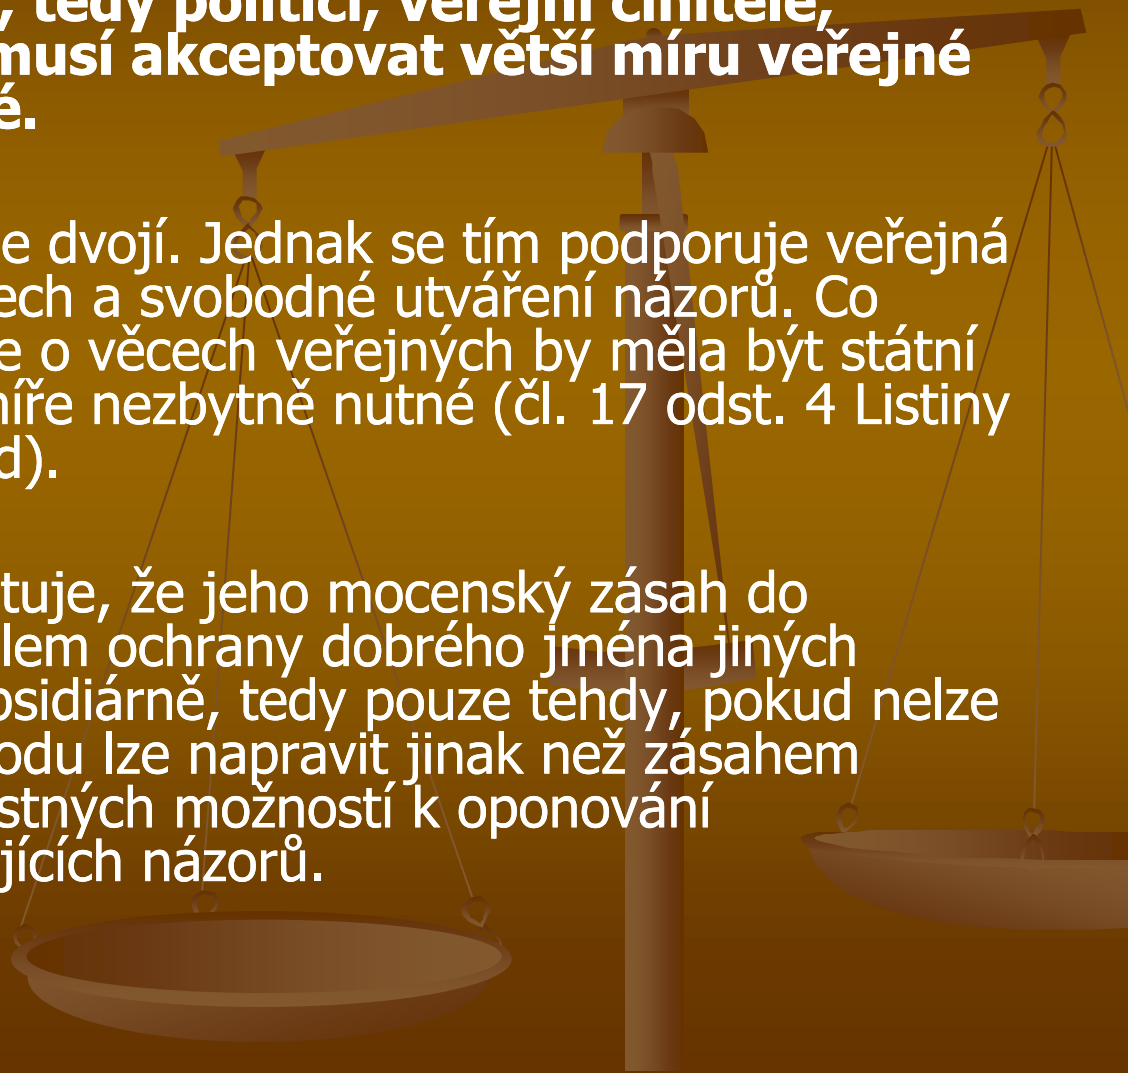 , tedy politici, veřejní činitelé,
musí akceptovat větší míru veřejné
é.
e dvojí. Jednak se tím podporuje veřejná
ech a svobodné utváření názorů. Co
e o věcech veřejných by měla být státní
míře nezbytně nutné (čl. 17 odst. 4 Listiny
d).
tuje, že jeho mocenský zásah do
lem ochrany dobrého jména jiných
bsidiárně, tedy pouze tehdy, pokud nelze
odu lze napravit jinak než zásahem
stných možností k oponování
jících názorů.